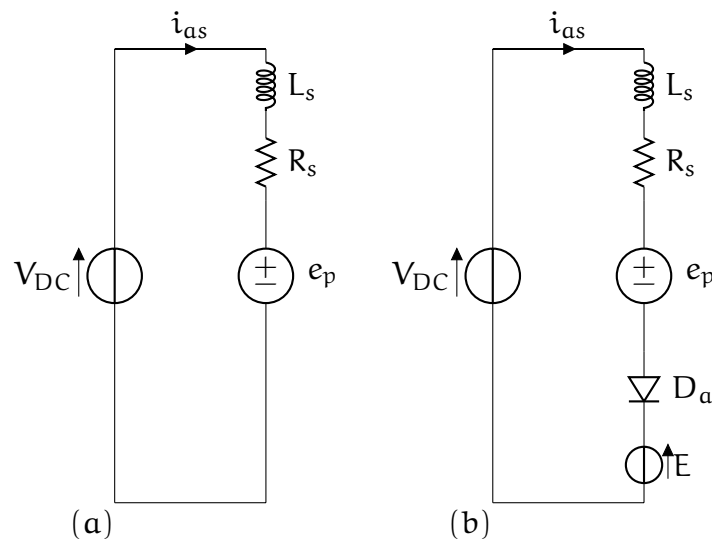 i_as
L_s
R_s
V_DC
e_p
(a)
i_as
L_s
R_s
V_DC
e_p
D_a
E
(b)